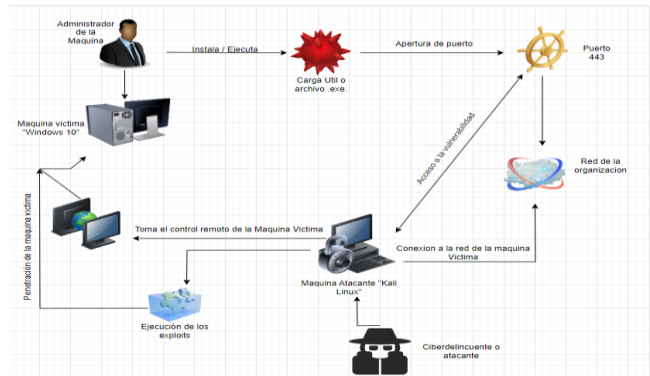 Administrador
de la
Maquina
Instala / Ejecuta
Carga Util o
archivo .exe.
Apertura de puerto
Puerto
443
Maquina victima
"Windows 10"
Acceso a la vulnerabilidad
Red de la
organizacion
Penetración de la maquina victima
Toma el control remoto de la Maquina Victima
Conexion a la red de la maquina
Victima
Maquina Atacante "Kali
Linux"
Ejecución de los
exploits
Ciberdelincuente o
atacante